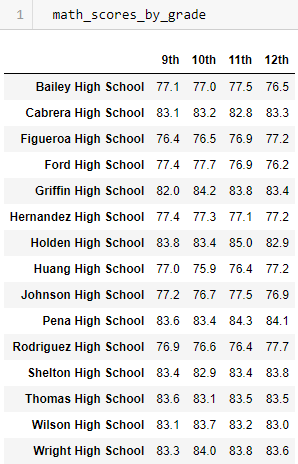 1 math_scores_by_grade
9th 10th 11th 12th
Bailey High School 77.1 77.0 77.5 76.5
Cabrera High School 83.1 83.2 82.8 83.3
Figueroa High School 76.4 76.5 76.9 77.2
Ford High School 77.4 77.7 76.9 76.2
Griffin High School 82.0 84.2 83.8 83.4
Hernandez High School 77.4 77.3 77.1 77.2
Holden High School 83.8 83.4 85.0 82.9
Huang High School 77.0 75.9 76.4 77.2
Johnson High School 77.2 76.7 77.5 76.9
Pena High School 83.6 83.4 84.3 84.1
Rodriguez High School 76.9 76.6 76.4 77.7
Shelton High School 83.4 82.9 83.4 83.8
Thomas High School 83.6 83.1 83.5 83.5
Wilson High School 83.1 83.7 83.2 83.0
Wright High School 83.3 84.0 83.8 83.6